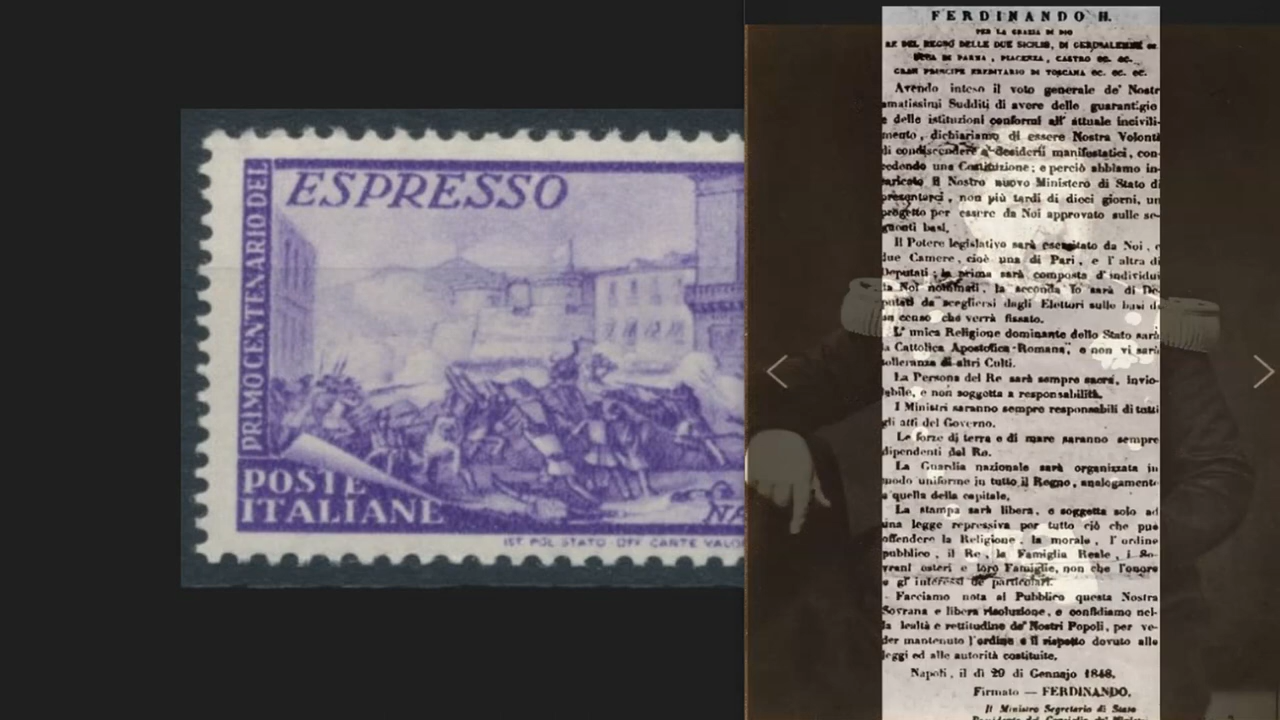 PRIMO CENTENARIO DEL
ESPRESSO
POSTE
ITALIANE
NA
IST. POL. STATO - OFF. CARTE VALO
FERDINANDO II.
PER LA GRAZIA DI DIO
RE DEL REGNO DELLE DUE SICILIE, DI GERUSALEMME ec.
DUCA DI PARMA, PIACENZA, CASTRO EC. EC.
GRAN PRINCIPE EREDITARIO DI TOSCANA EC. EC. EC.
Avendo inteso il voto generale de' Nostr
amatissimi Sudditi di avere delle guarantigie
e delle istituzioni conformi all' attuale incivili-
mento, dichiariamo di essere Nostra Volontà
di condiscendere a' desiderii manifestatici, con-
cedendo una Costituzione; e perciò abbiamo in-
caricato il Nostro nuovo Ministero di Stato di
presentarci, non più tardi di dieci giorni, un
progetto per essere da Noi approvato sulle se-
guenti basi.
Il Potere legislativo sarà esercitato da Noi, e
due Camere, cioè una di Pari, e l' altra di
Deputati: la prima sarà composta d' individui
da Noi nominati, la seconda lo sarà di De-
putati da scegliersi dagli Elettori sulle basi di
un censo che verrà fissato.
L' unica Religione dominante dello Stato sarà
la Cattolica Apostolica-Romana, e non vi sarà
tolleranza di altri Culti.
La Persona del Re sarà sempre sacra, invio-
labile, e non soggetta a responsabilità.
I Ministri saranno sempre responsabili di tutti
gli atti del Governo.
Le forze di terra e di mare saranno sempre
dipendenti dal Re.
La Guardia nazionale sarà organizzata in
modo uniforme in tutto il Regno, analogamente
a quella della capitale.
La stampa sarà libera, e soggetta solo ad
una legge repressiva per tutto ciò che può
offendere la Religione, la morale, l' ordine
pubblico, il Re, la Famiglia Reale, i So-
vrani esteri e loro Famiglie, non che l'onore
e gl' interessi de' particolari.
Facciamo nota al Pubblico questa Nostra
Sovrana e libera risoluzione, e confidiamo nel-
la lealtà e rettitudine de' Nostri Popoli, per ve-
der mantenuto l'ordine e il rispetto dovuto alle
leggi ed alle autorità costituite.
Napoli, il dì 29 di Gennajo 1848.
Firmato — FERDINANDO.
Il Ministro Segretario di Stato
Presidente del Consiglio de'